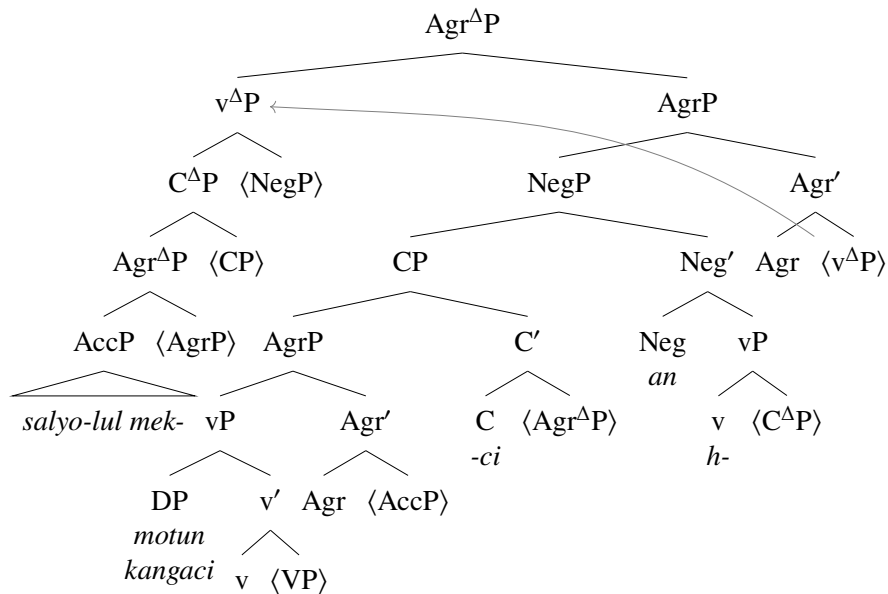 Agr^ΔP
v^ΔP AgrP
C^ΔP ⟨NegP⟩ NegP Agr′
Agr^ΔP ⟨CP⟩ CP Neg′ Agr ⟨v^ΔP⟩
AccP ⟨AgrP⟩ AgrP C′ Neg vP
an
salyo-lul mek- vP Agr′ C ⟨Agr^ΔP⟩ v ⟨C^ΔP⟩
-ci h-
DP v′ Agr ⟨AccP⟩
motun
kangaci v ⟨VP⟩